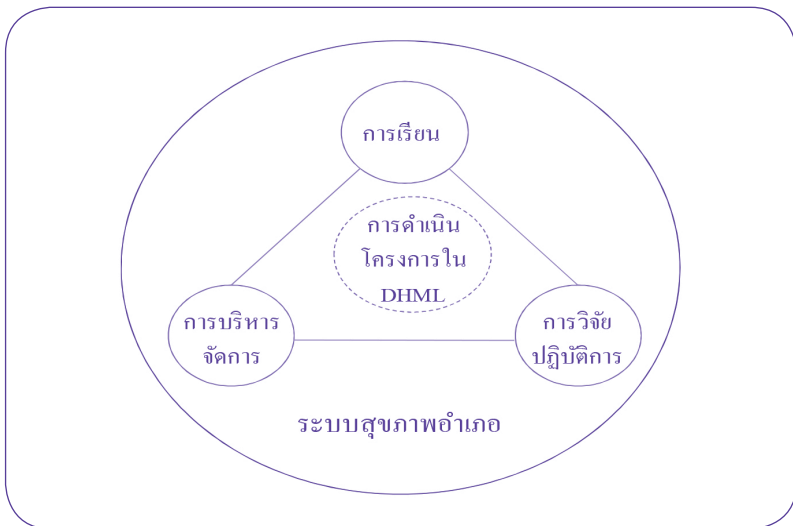 การเรียน
การดำเนิน
โครงการใน
DHML
การบริหาร
จัดการ
การวิจัย
ปฏิบัติการ
ระบบสุขภาพอำเภอ